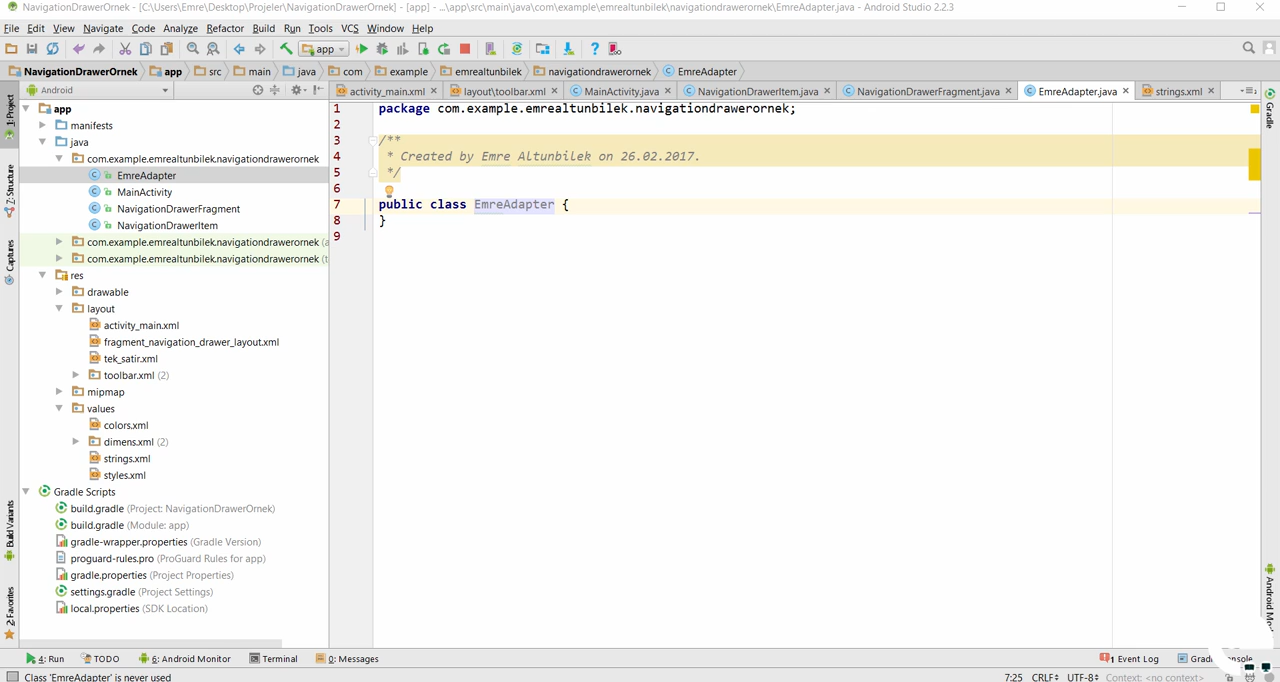 NavigationDrawerOrnek - [C:\Users\Emre\Desktop\Projeler\NavigationDrawerOrnek] - [app] - ...\app\src\main\java\com\example\emrealtunbilek\navigationdrawerornek\EmreAdapter.java - Android Studio 2.2.3
File Edit View Navigate Code Analyze Refactor Build Run Tools VCS Window Help
app
NavigationDrawerOrnek app src main java com example emrealtunbilek navigationdrawerornek EmreAdapter
Android
activity_main.xml layout\toolbar.xml MainActivity.java NavigationDrawerItem.java NavigationDrawerFragment.java EmreAdapter.java strings.xml
1: Project
Z: Structure
Captures
Build Variants
2: Favorites
app
manifests
java
com.example.emrealtunbilek.navigationdrawerornek
EmreAdapter
MainActivity
NavigationDrawerFragment
NavigationDrawerItem
com.example.emrealtunbilek.navigationdrawerornek (a
com.example.emrealtunbilek.navigationdrawerornek (t
res
drawable
layout
activity_main.xml
fragment_navigation_drawer_layout.xml
tek_satir.xml
toolbar.xml (2)
mipmap
values
colors.xml
dimens.xml (2)
strings.xml
styles.xml
Gradle Scripts
build.gradle (Project: NavigationDrawerOrnek)
build.gradle (Module: app)
gradle-wrapper.properties (Gradle Version)
proguard-rules.pro (ProGuard Rules for app)
gradle.properties (Project Properties)
settings.gradle (Project Settings)
local.properties (SDK Location)
1 package com.example.emrealtunbilek.navigationdrawerornek;
2
3 /**
4 * Created by Emre Altunbilek on 26.02.2017.
5 */
6
7 public class EmreAdapter {
8 }
9
Gradle
Android Mo
4: Run TODO 6: Android Monitor Terminal 0: Messages 1 Event Log Gradle Console
Class 'EmreAdapter' is never used 7:25 CRLF UTF-8 Context: <no context>